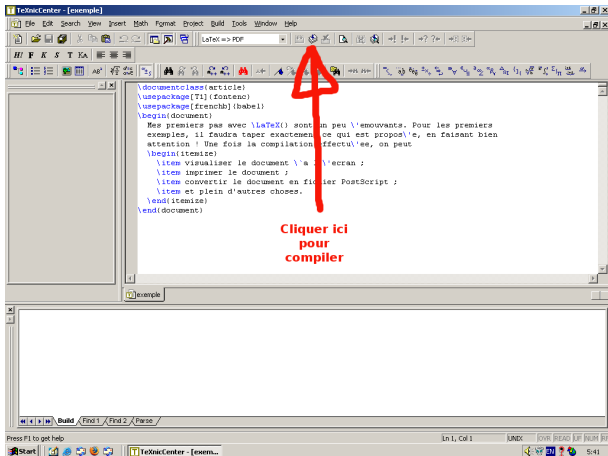 TeXnicCenter - [exemple]
File Edit Search View Insert Math Format Project Build Tools Window Help
LaTeX => PDF
\documentclass{article}
\usepackage[T1]{fontenc}
\usepackage[frenchb]{babel}
\begin{document}
Mes premiers pas avec \LaTeX{} sont un peu \'emouvants. Pour les premiers
exemples, il faudra taper exactement ce qui est propos\'e, en faisant bien
attention ! Une fois la compilation effectu\'ee, on peut
\begin{itemize}
\item visualiser le document \`a l\'ecran ;
\item imprimer le document ;
\item convertir le document en fichier PostScript ;
\item et plein d'autres choses.
\end{itemize}
\end{document}
Cliquer ici
pour
compiler
exemple
Build Find 1 Find 2 Parse
Press F1 to get help Ln 1, Col 1 UNIX OVR READ UF NUM
Start TeXnicCenter - [exem... EN 5:41